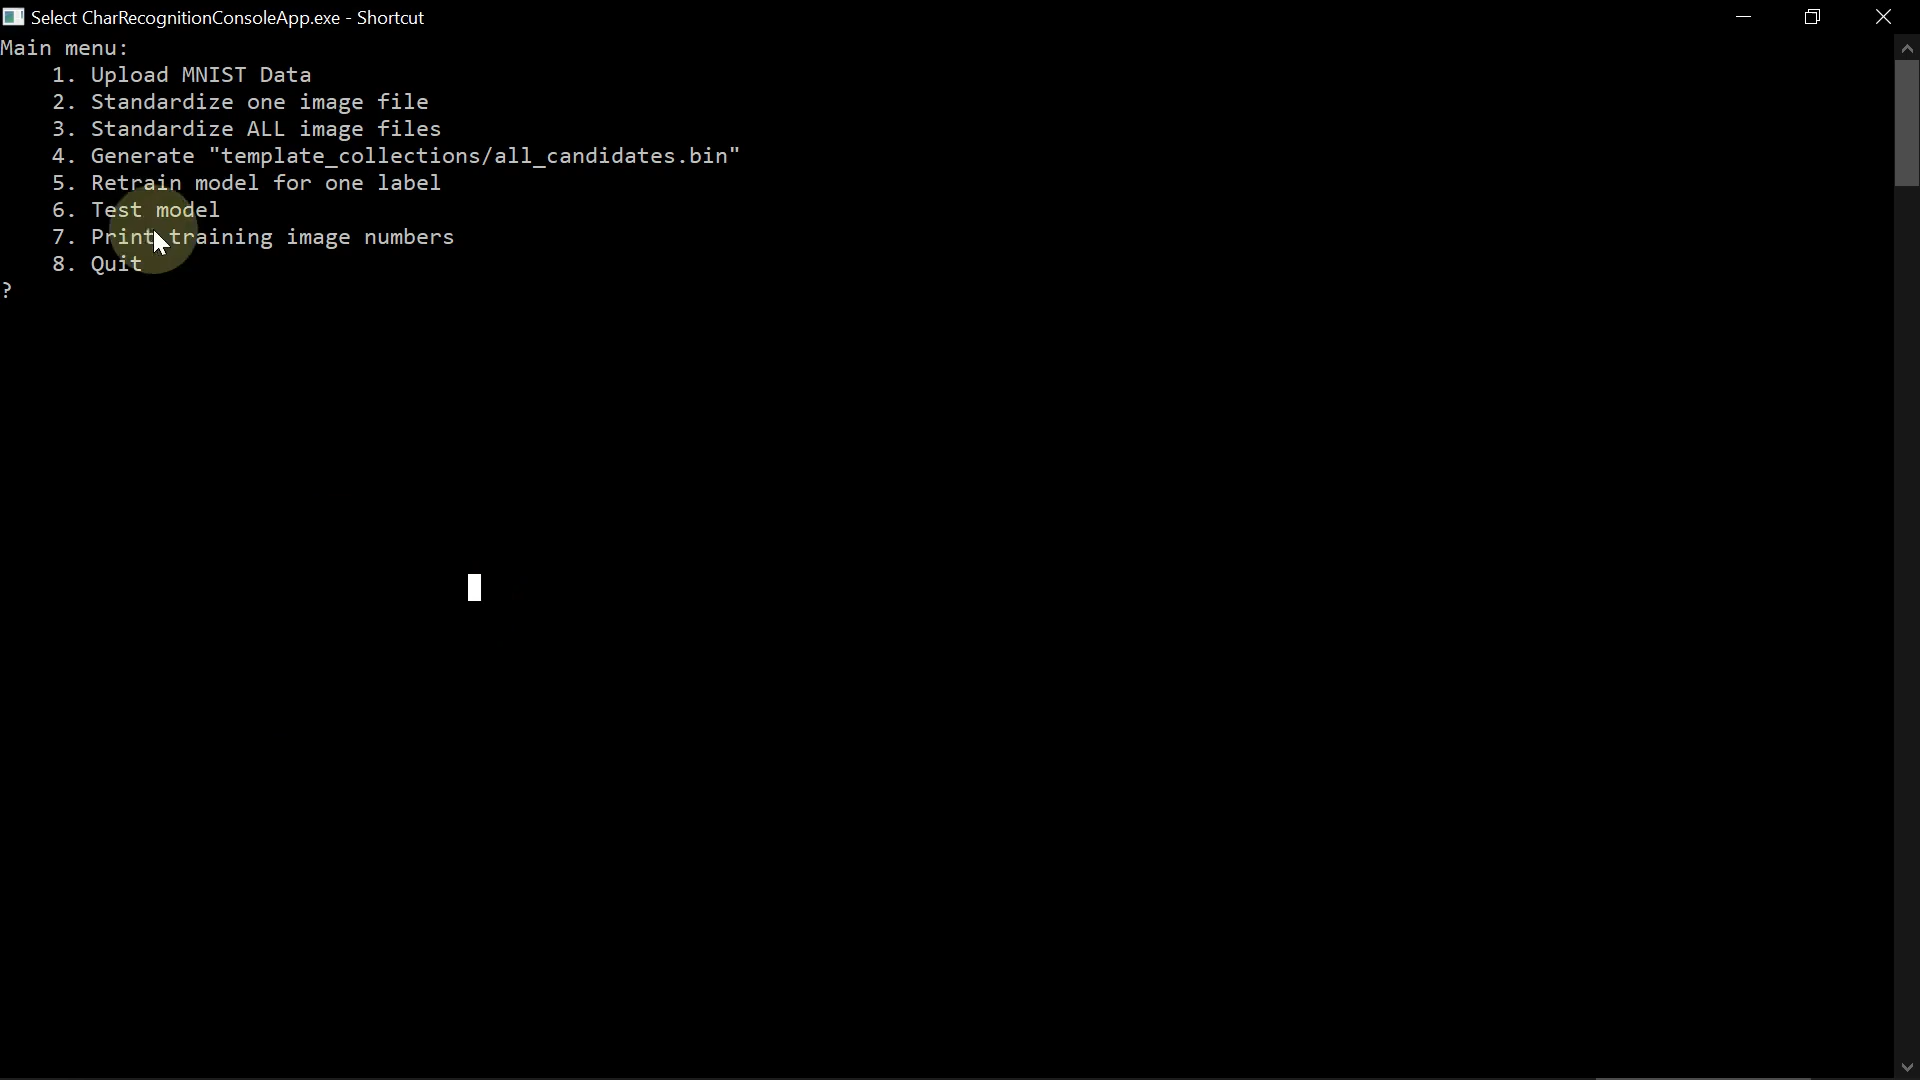 Select CharRecognitionConsoleApp.exe - Shortcut
Main menu:
1. Upload MNIST Data
2. Standardize one image file
3. Standardize ALL image files
4. Generate "template_collections/all_candidates.bin"
5. Retrain model for one label
6. Test model
7. Print training image numbers
8. Quit
?